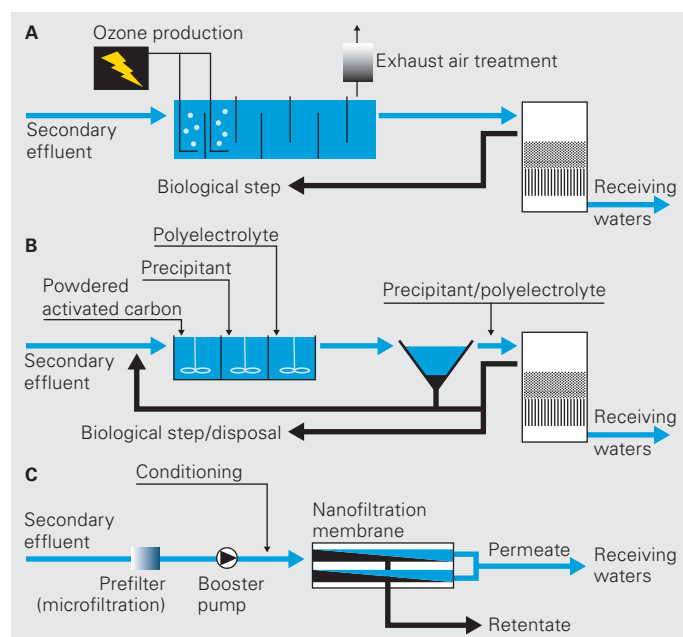 A
Ozone production
Exhaust air treatment
Secondary
effluent
Biological step
Receiving
waters
B
Polyelectrolyte
Precipitant
Powdered
activated carbon
Precipitant/polyelectrolyte
Secondary
effluent
Biological step/disposal
Receiving
waters
C
Conditioning
Secondary
effluent
Nanofiltration
membrane
Prefilter
(microfiltration)
Booster
pump
Permeate
Receiving
waters
Retentate